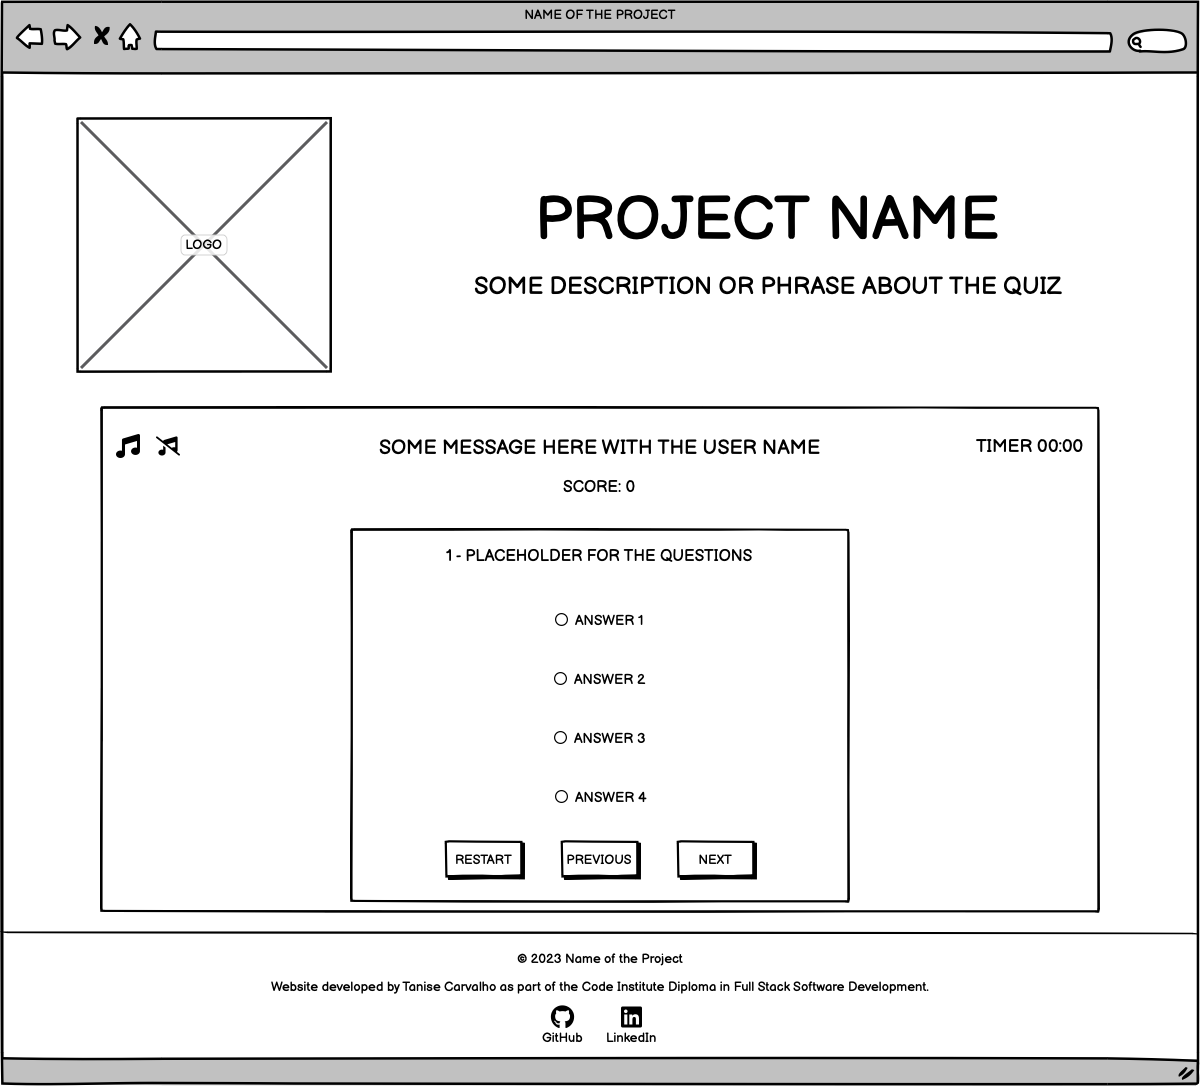 NAME OF THE PROJECT
LOGO
PROJECT NAME
SOME DESCRIPTION OR PHRASE ABOUT THE QUIZ
SOME MESSAGE HERE WITH THE USER NAME
TIMER 00:00
SCORE: 0
1 - PLACEHOLDER FOR THE QUESTIONS
ANSWER 1
ANSWER 2
ANSWER 3
ANSWER 4
RESTART PREVIOUS NEXT
© 2023 Name of the Project
Website developed by Tanise Carvalho as part of the Code Institute Diploma in Full Stack Software Development.
GitHub LinkedIn